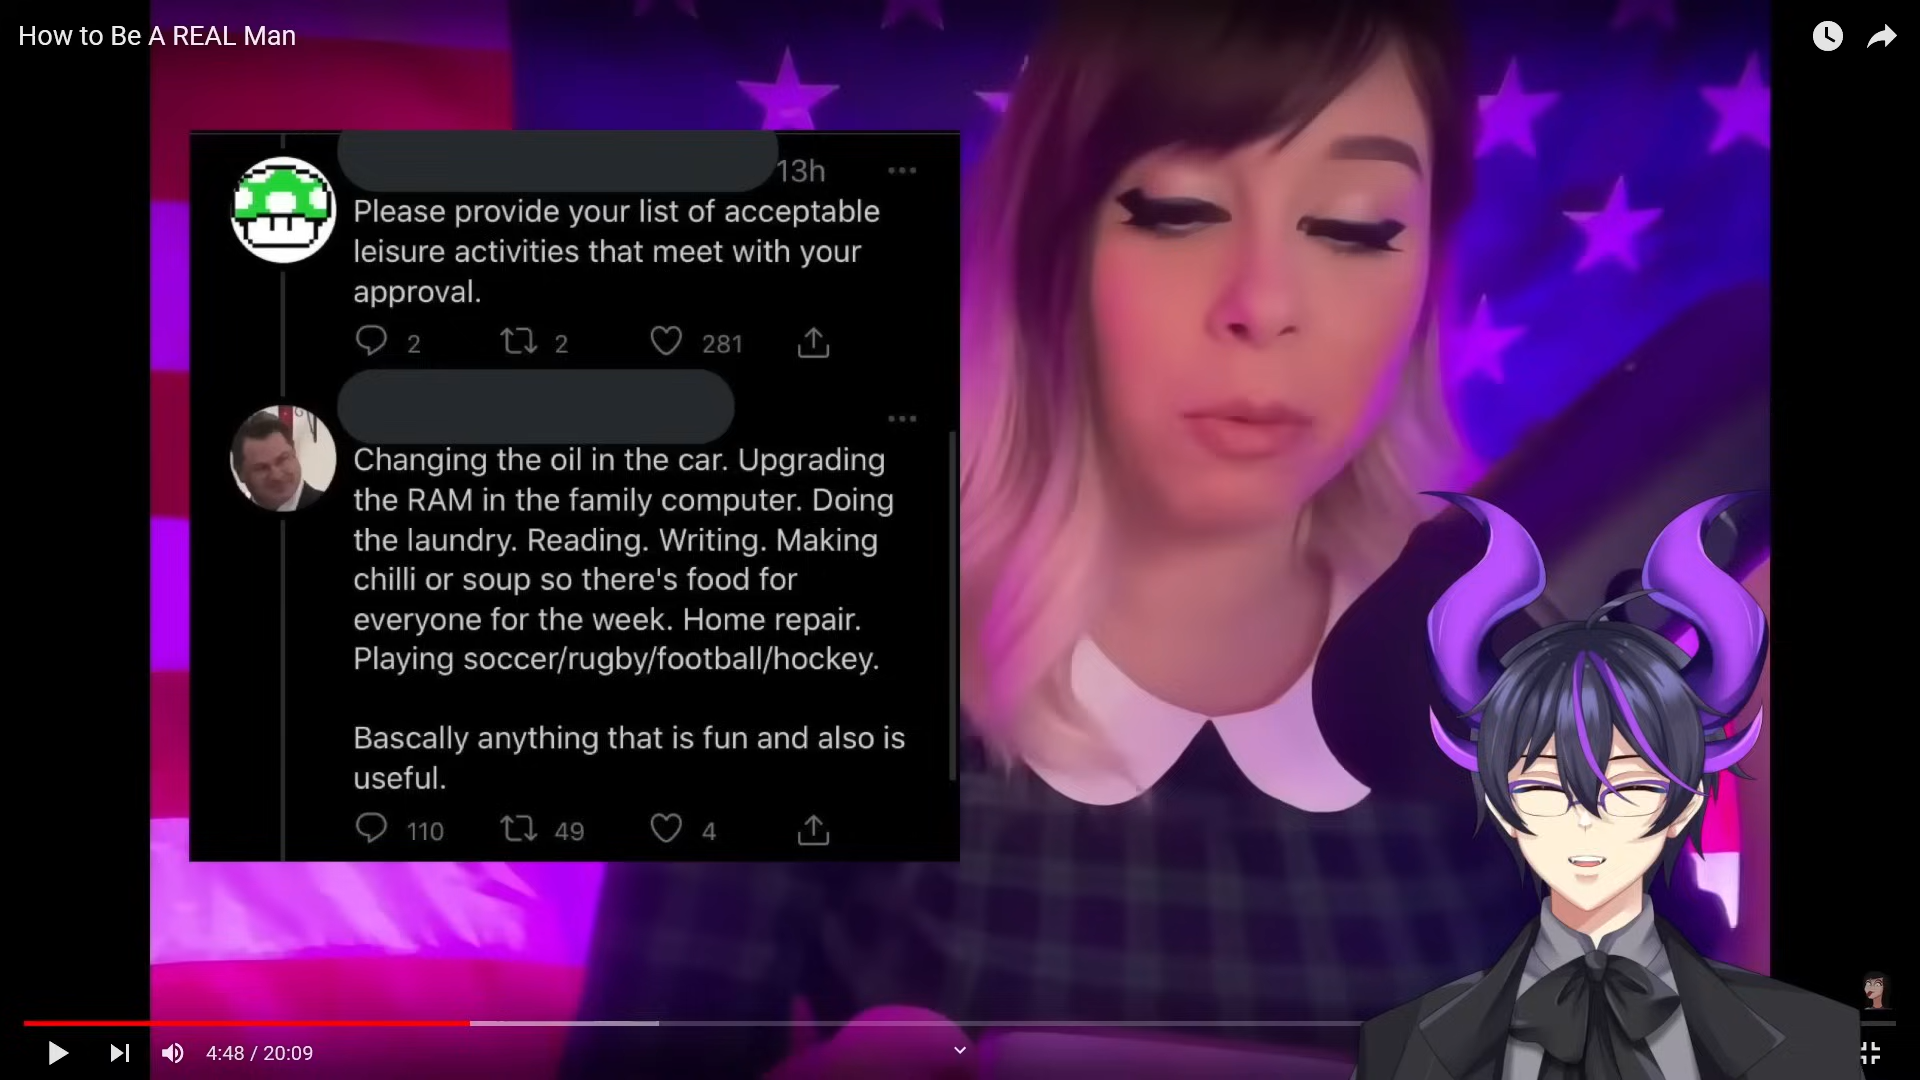 How to Be A REAL Man
13h
Please provide your list of acceptable
leisure activities that meet with your
approval.
2 2 281
Changing the oil in the car. Upgrading
the RAM in the family computer. Doing
the laundry. Reading. Writing. Making
chilli or soup so there's food for
everyone for the week. Home repair.
Playing soccer/rugby/football/hockey.
Bascally anything that is fun and also is
useful.
110 49 4
4:48 / 20:09